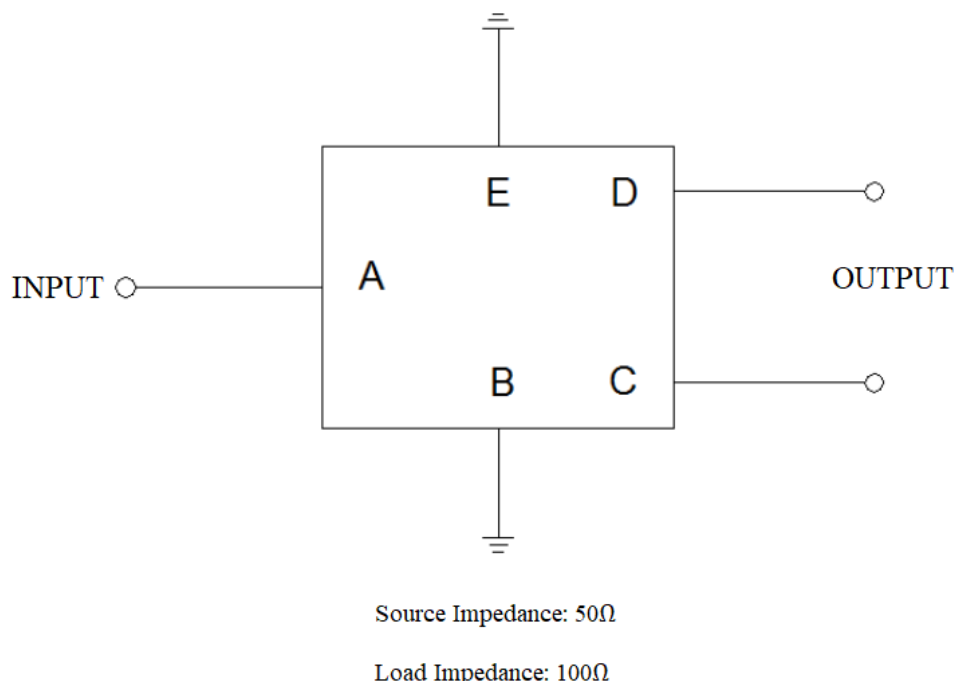 E D
INPUT A OUTPUT
B C
Source Impedance: 50Ω
Load Impedance: 100Ω